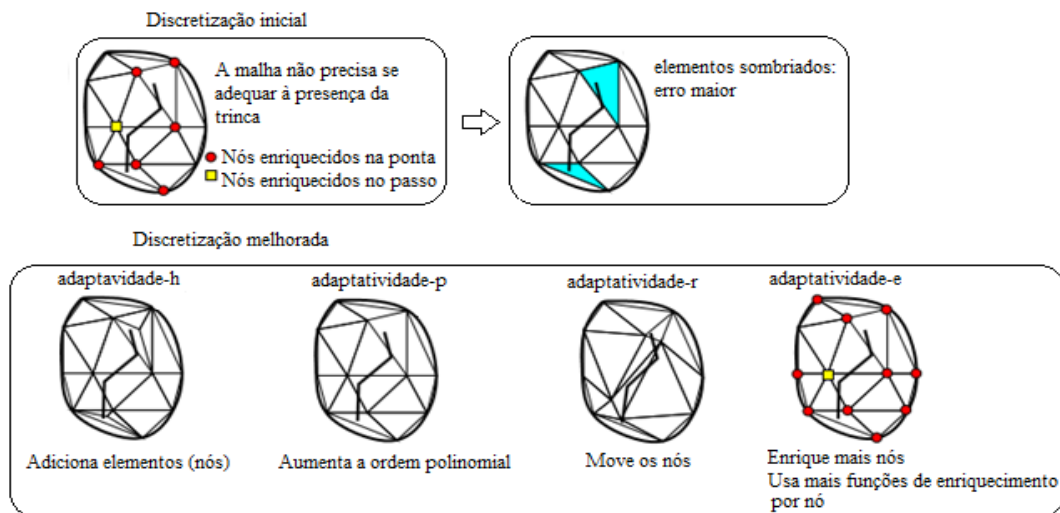 Discretização inicial
A malha não precisa se
adequar à presença da
trinca
Nós enriquecidos na ponta
Nós enriquecidos no passo
elementos sombriados:
erro maior
Discretização melhorada
adaptavidade-h
adaptatividade-p
adaptatividade-r
adaptatividade-e
Adiciona elementos (nós)
Aumenta a ordem polinomial
Move os nós
Enrique mais nós
Usa mais funções de enriquecimento
por nó